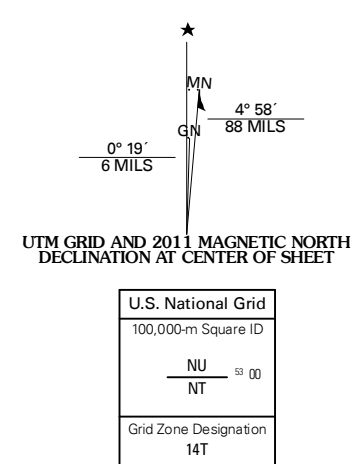 MN
4° 58´
88 MILS
GN
0° 19´
6 MILS
UTM GRID AND 2011 MAGNETIC NORTH
DECLINATION AT CENTER OF SHEET
U.S. National Grid
100,000-m Square ID
NU
53 00
NT
Grid Zone Designation
14T